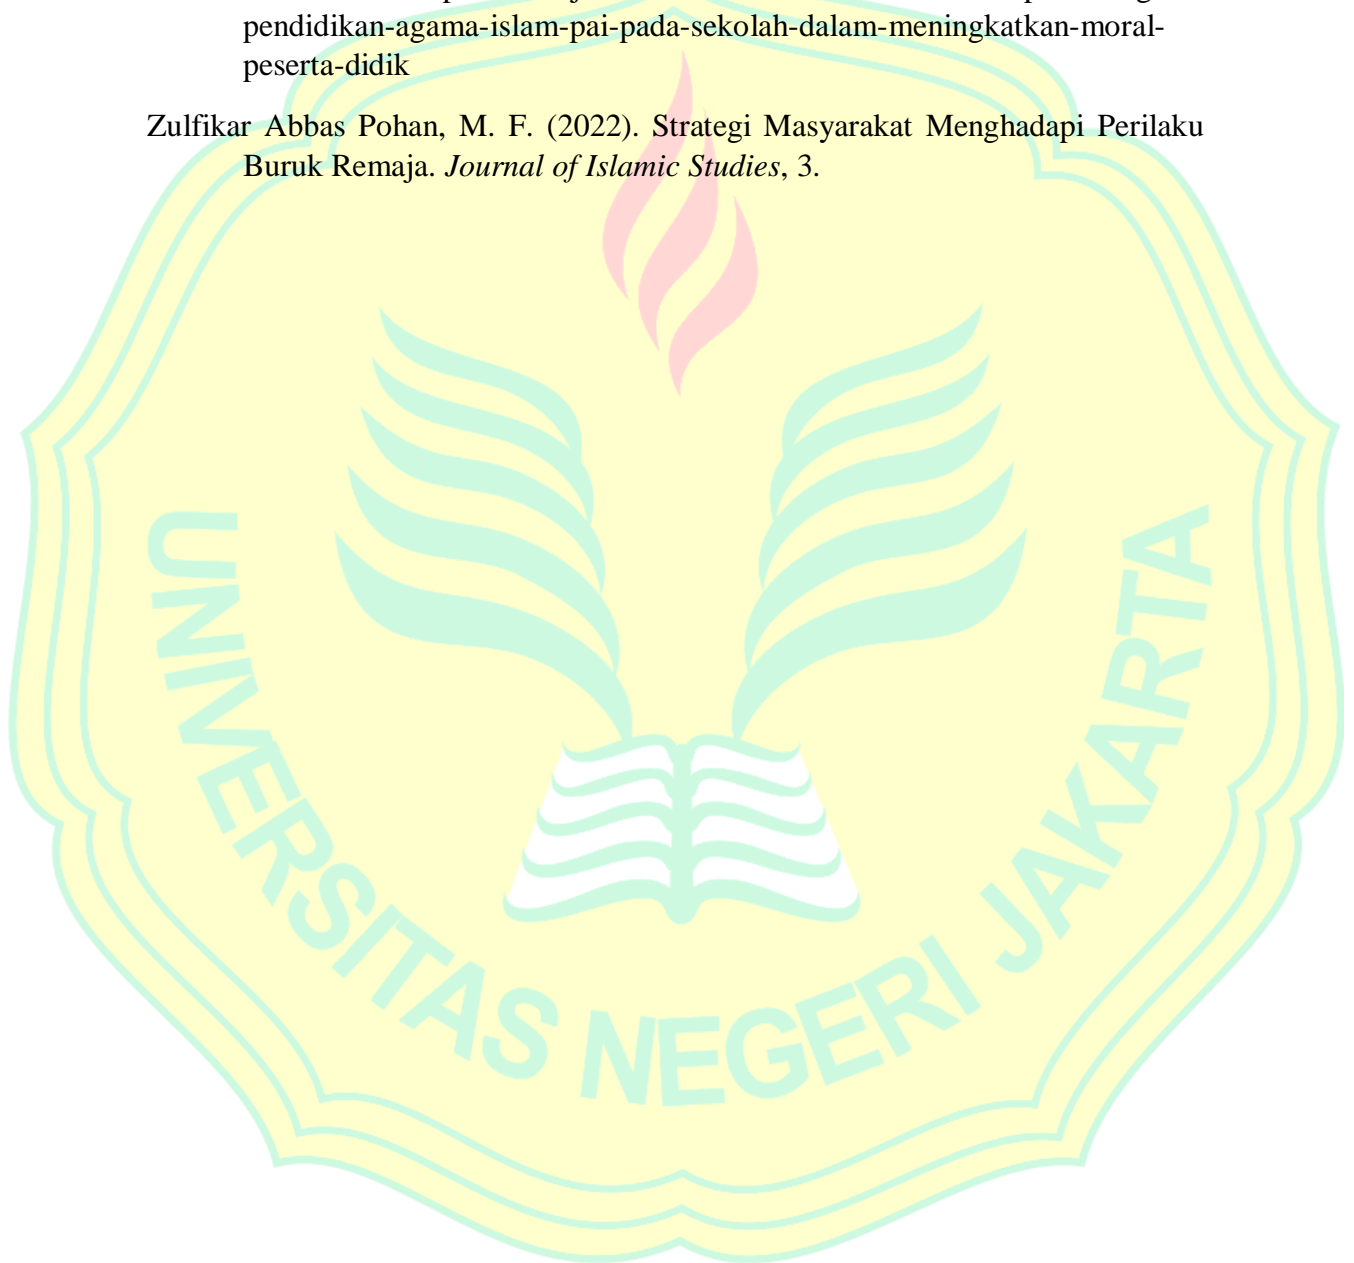 pendidikan-agama-islam-pai-pada-sekolah-dalam-meningkatkan-moral-
peserta-didik
Zulfikar Abbas Pohan, M. F. (2022). Strategi Masyarakat Menghadapi Perilaku
Buruk Remaja. Journal of Islamic Studies, 3.
UNIVERSITAS NEGERI JAKARTA